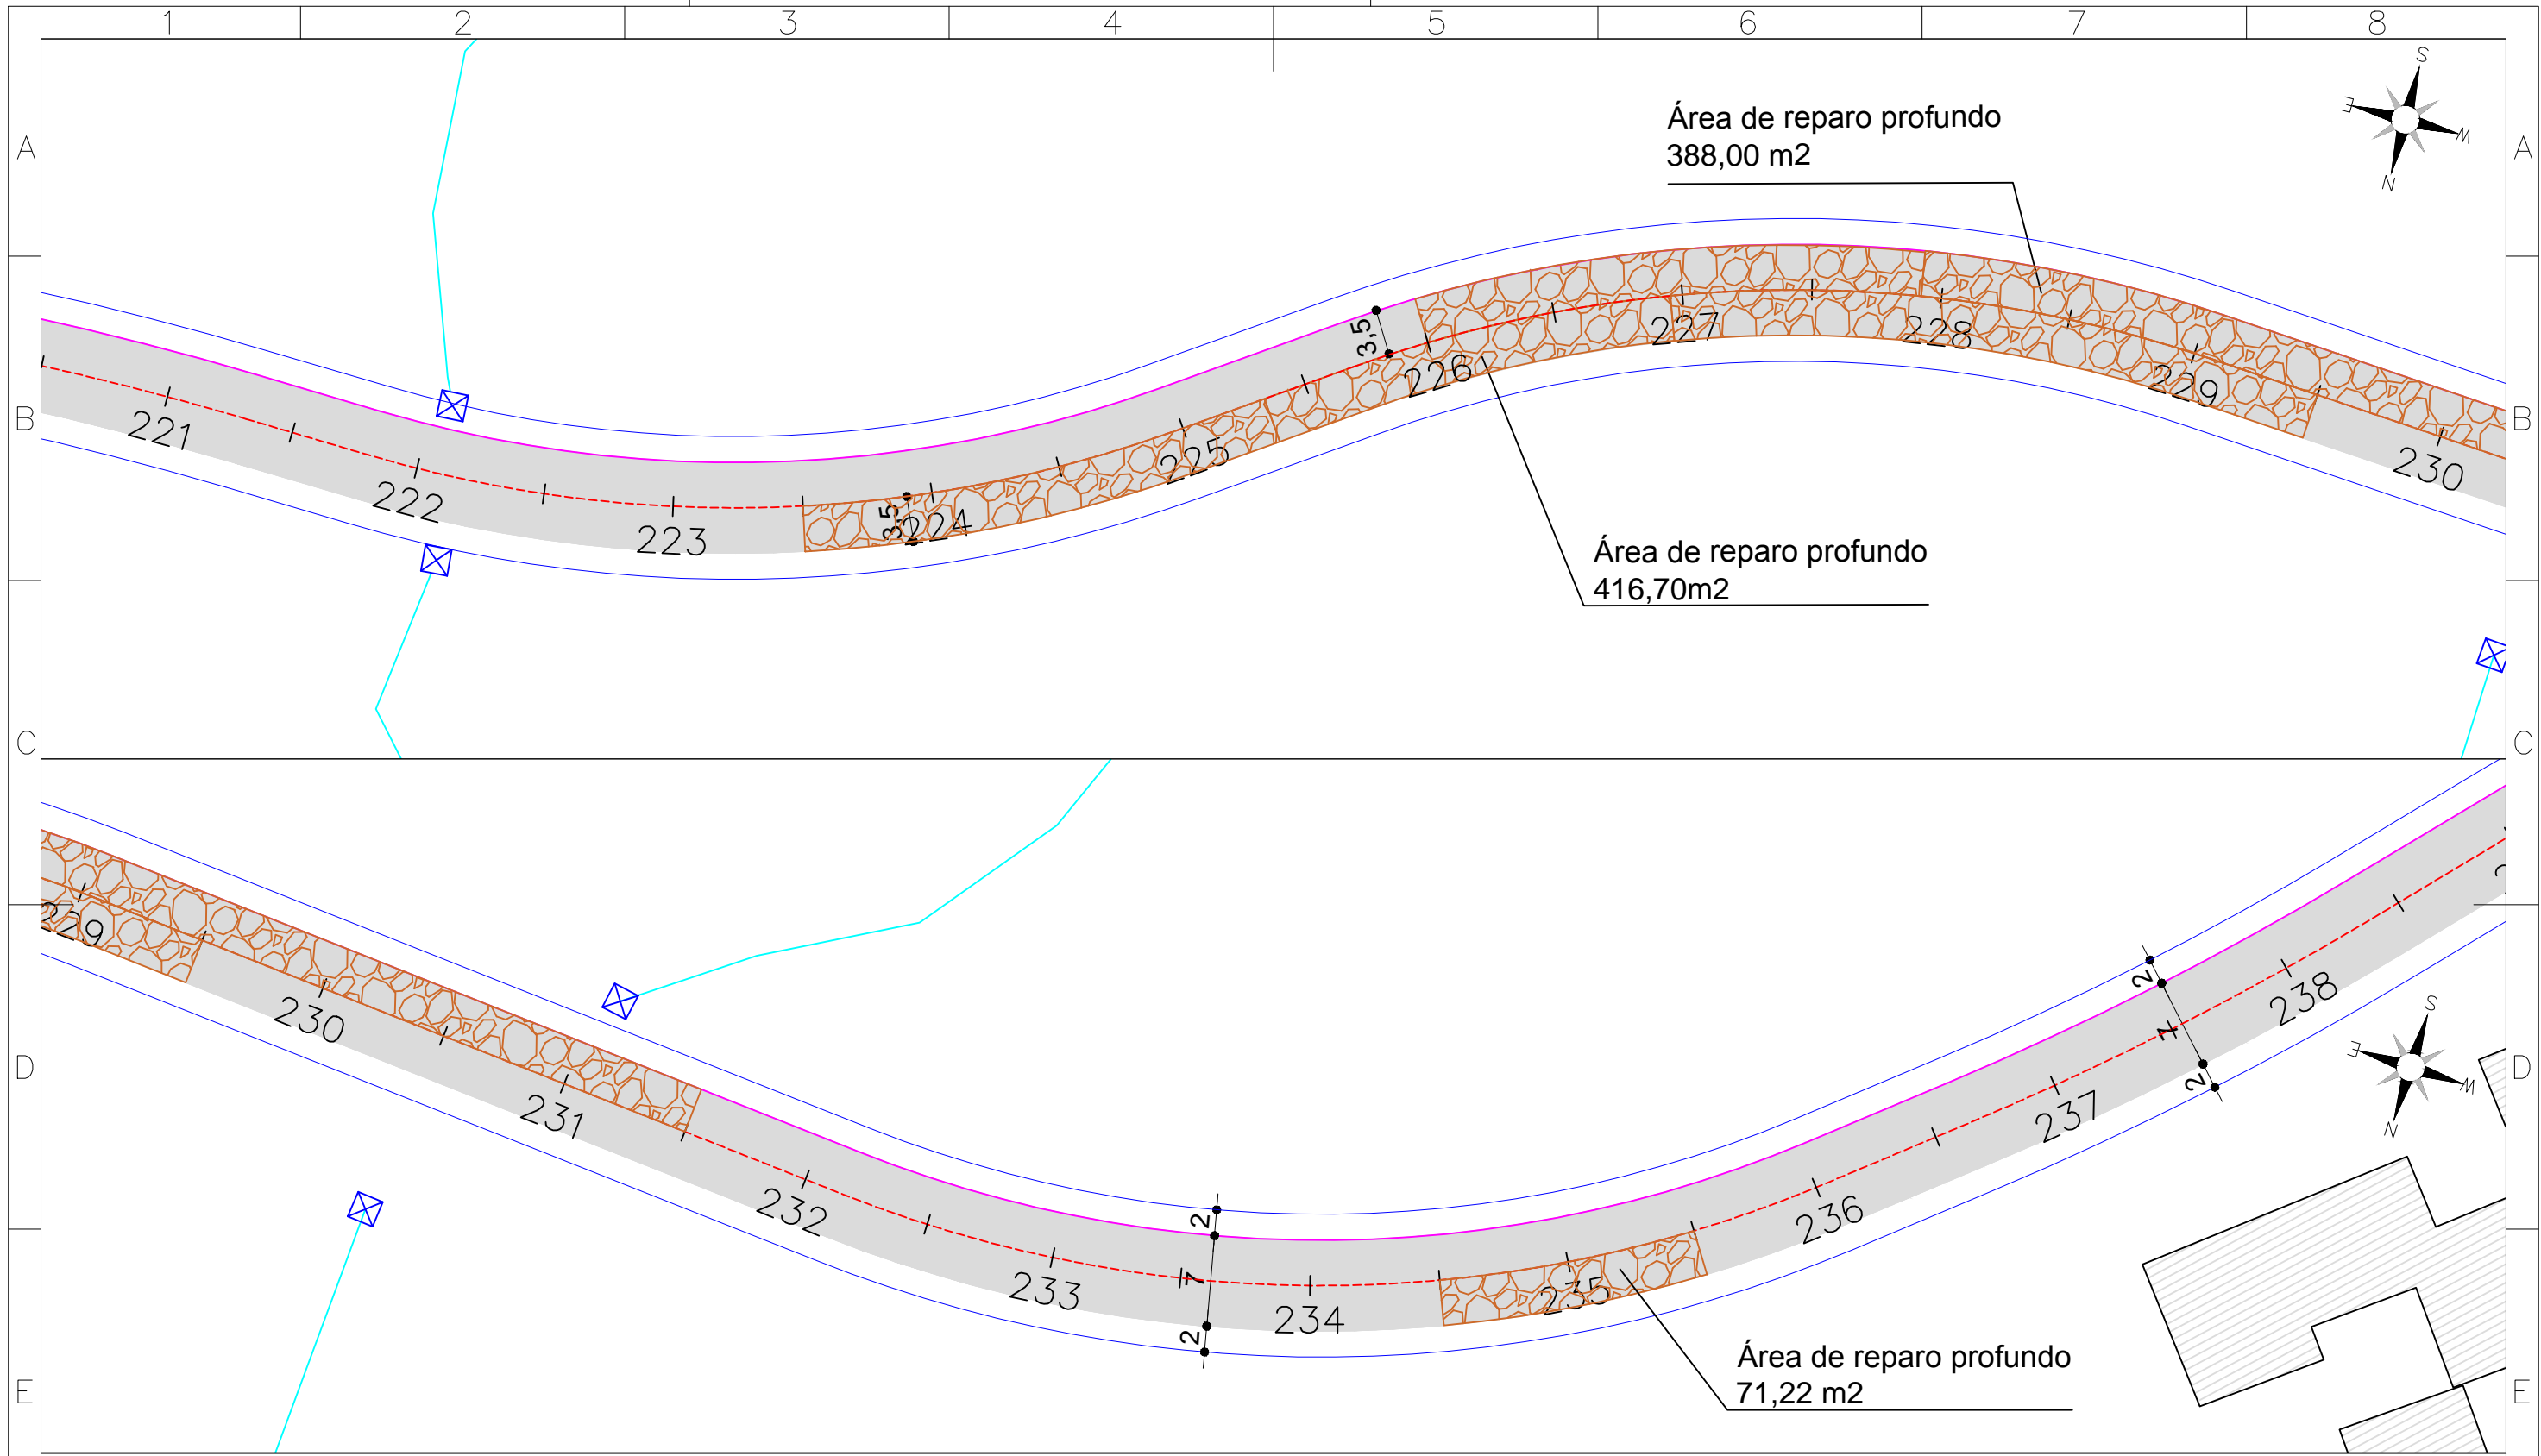 1 2 3 4 5 6 7 8
S
E W
N
A A
Área de reparo profundo
388,00 m2
3,5
227 228
226 229
B B
221 225 230
222 3,5 224
223
Área de reparo profundo
416,70m2
C C
229
230
2
238
7
S
E W
N
D D
2
231 237
232 236
2
7
233 235
234
2
Área de reparo profundo
71,22 m2
E E